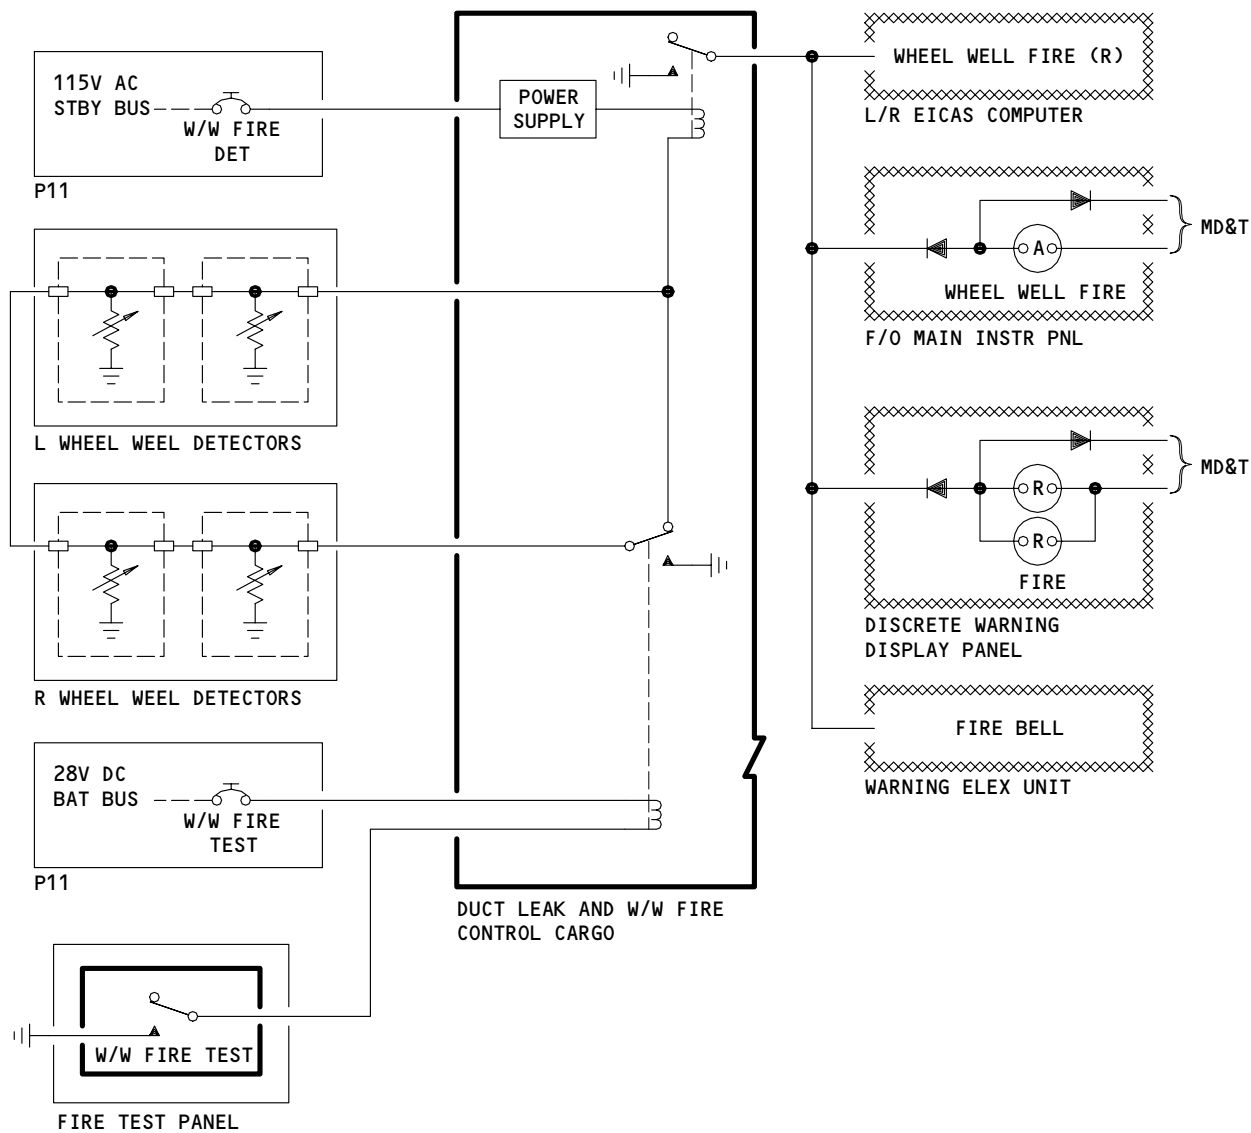 115V AC
STBY BUS
W/W FIRE
DET
P11
POWER
SUPPLY
WHEEL WELL FIRE (R)
L/R EICAS COMPUTER
A
MD&T
WHEEL WELL FIRE
F/O MAIN INSTR PNL
L WHEEL WEEL DETECTORS
R
R
MD&T
FIRE
DISCRETE WARNING
DISPLAY PANEL
R WHEEL WEEL DETECTORS
FIRE BELL
WARNING ELEX UNIT
28V DC
BAT BUS
W/W FIRE
TEST
P11
DUCT LEAK AND W/W FIRE
CONTROL CARGO
W/W FIRE TEST
FIRE TEST PANEL